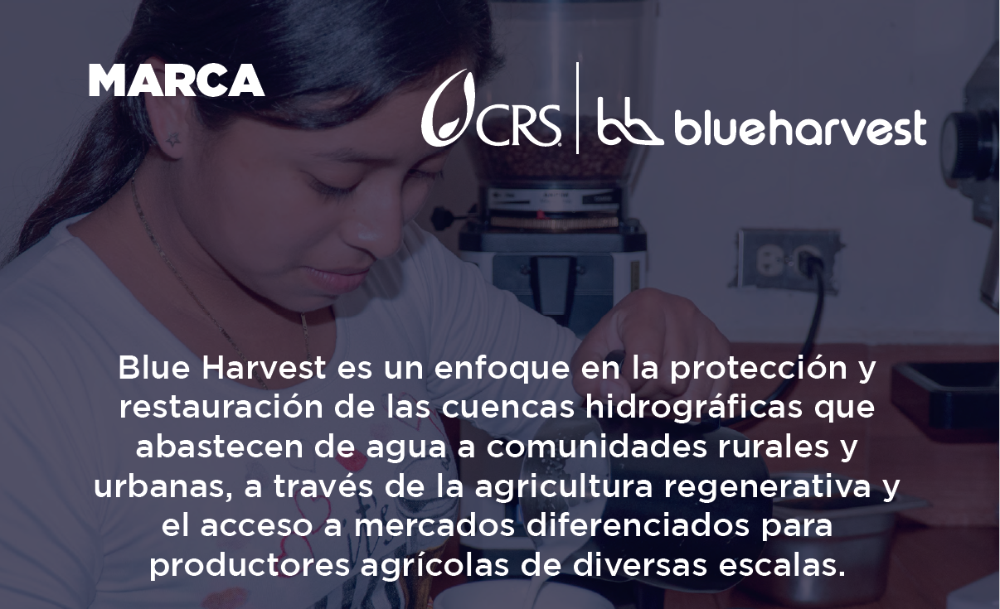 MARCA
CRS® blueharvest
Blue Harvest es un enfoque en la protección y
restauración de las cuencas hidrográficas que
abastecen de agua a comunidades rurales y
urbanas, a través de la agricultura regenerativa y
el acceso a mercados diferenciados para
productores agrícolas de diversas escalas.